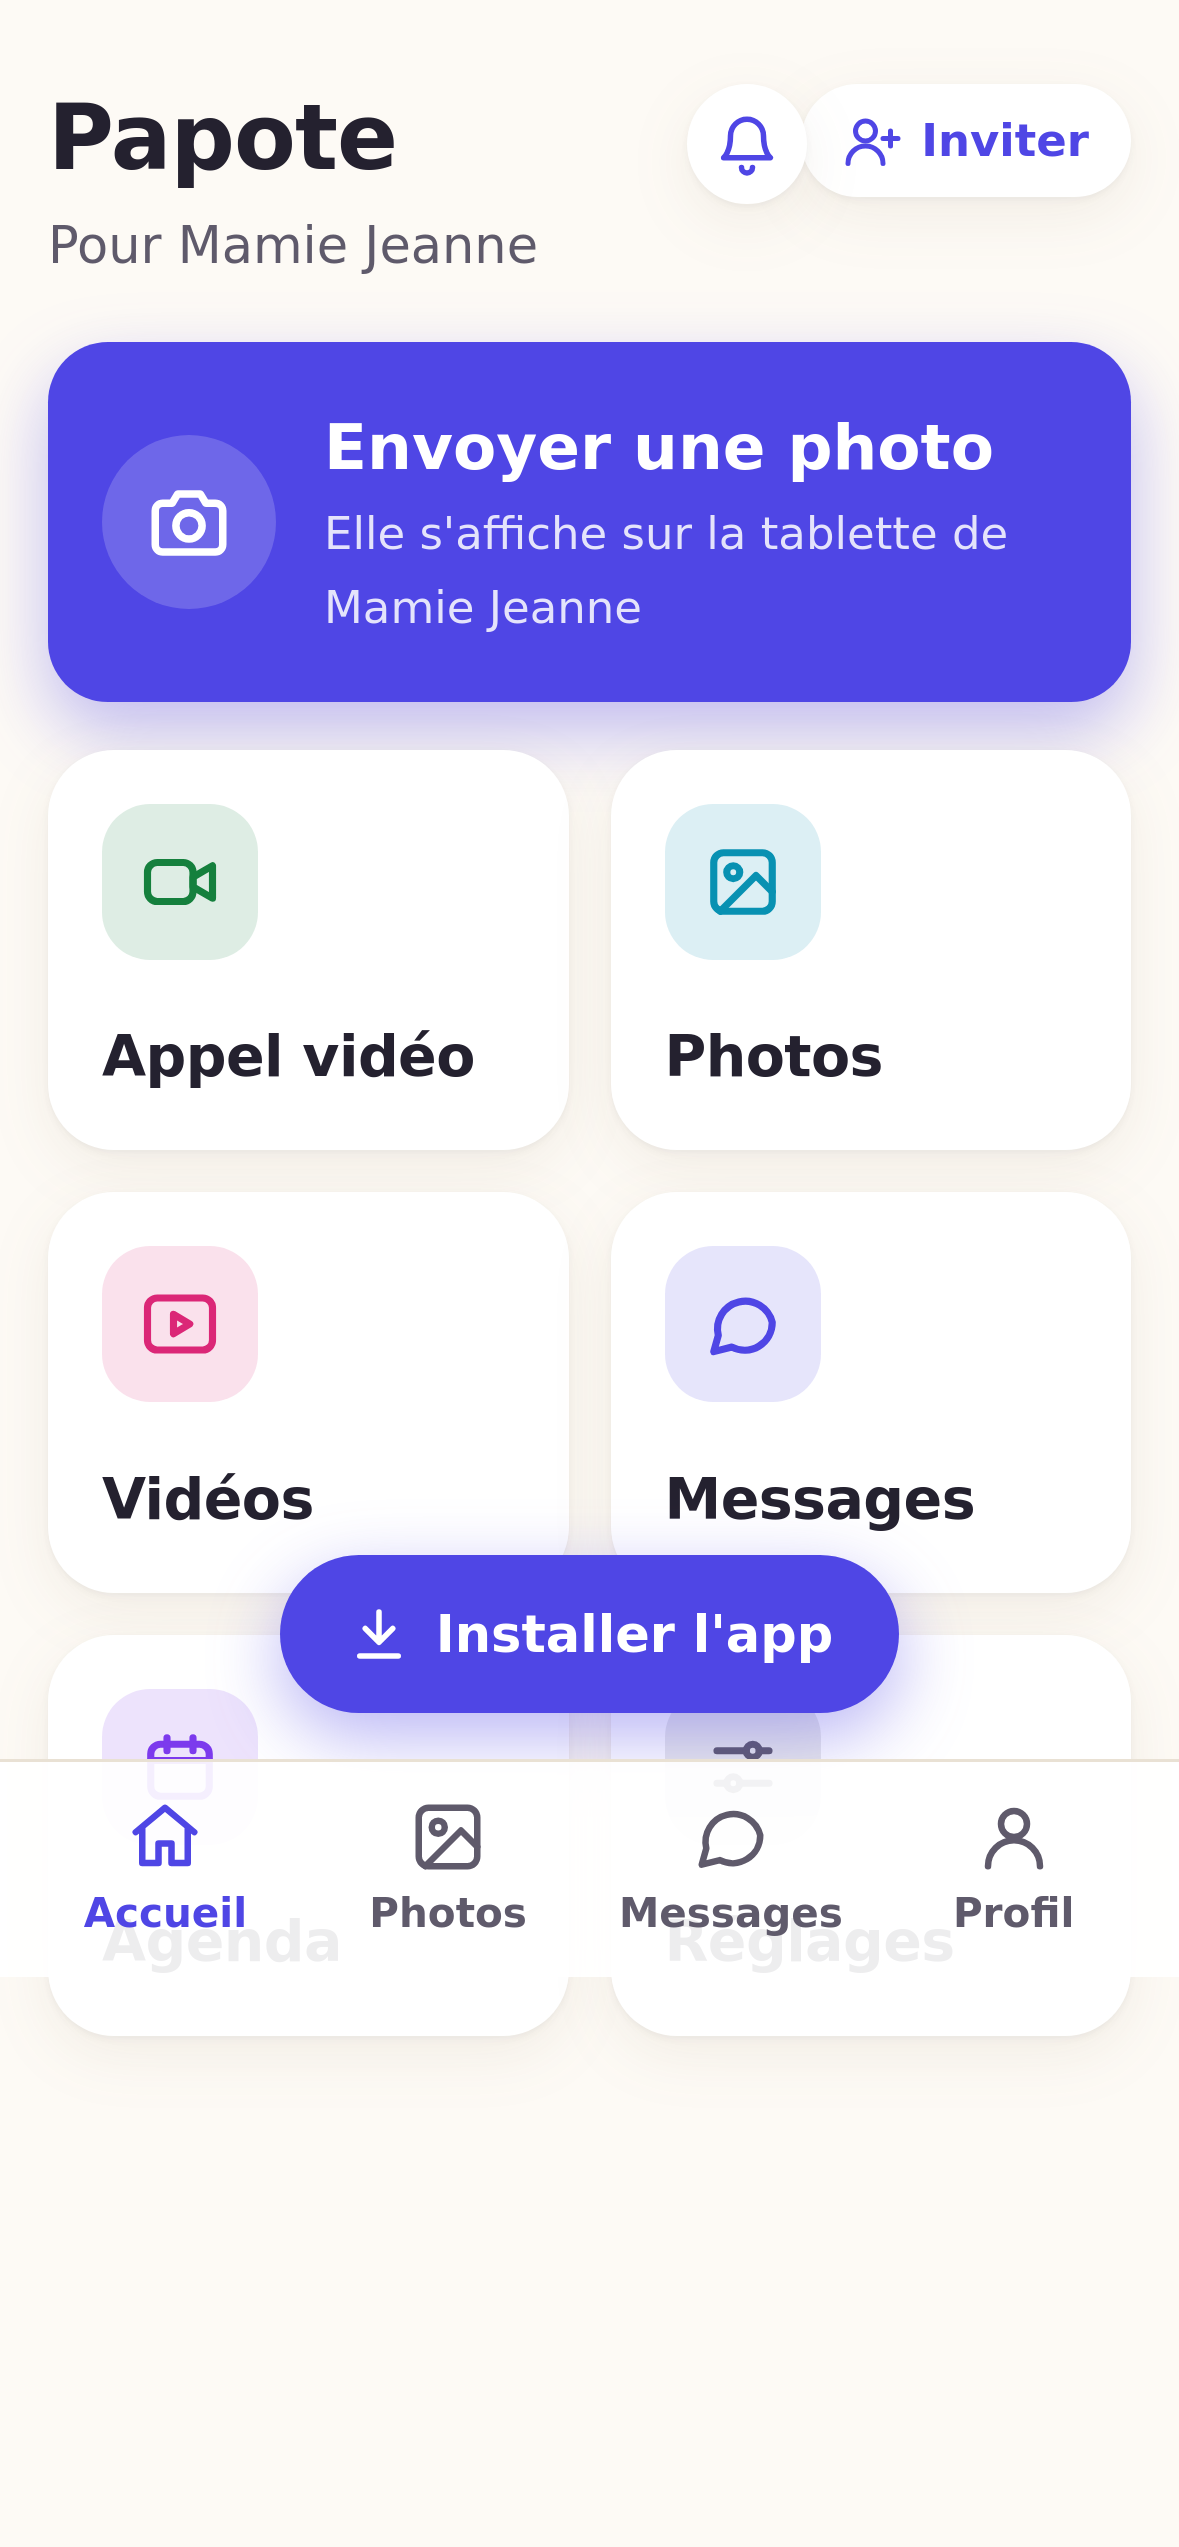 Papote
Inviter
Pour Mamie Jeanne
Envoyer une photo
Elle s'affiche sur la tablette de
Mamie Jeanne
Appel vidéo
Photos
Vidéos
Messages
Installer l'app
Accueil
Photos
Messages
Profil
Agenda
Réglages